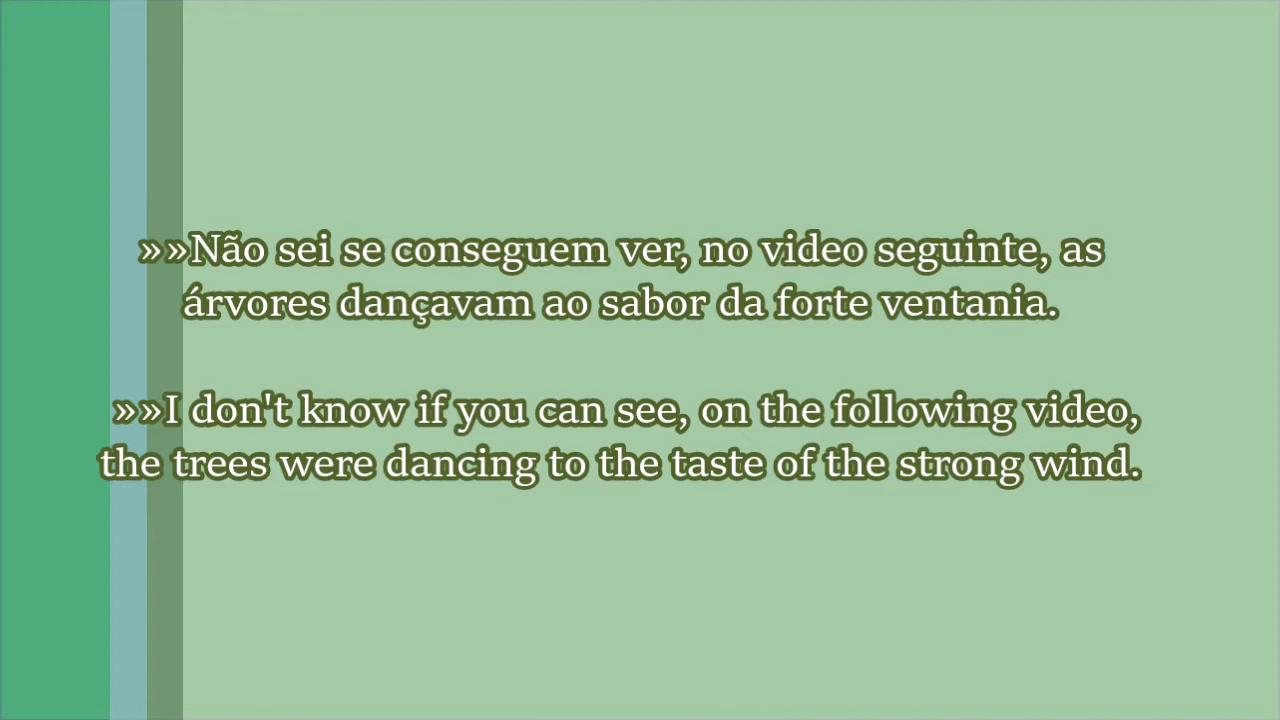 »»Não sei se conseguem ver, no video seguinte, as
árvores dançavam ao sabor da forte ventania.
»»I don't know if you can see, on the following video,
the trees were dancing to the taste of the strong wind.